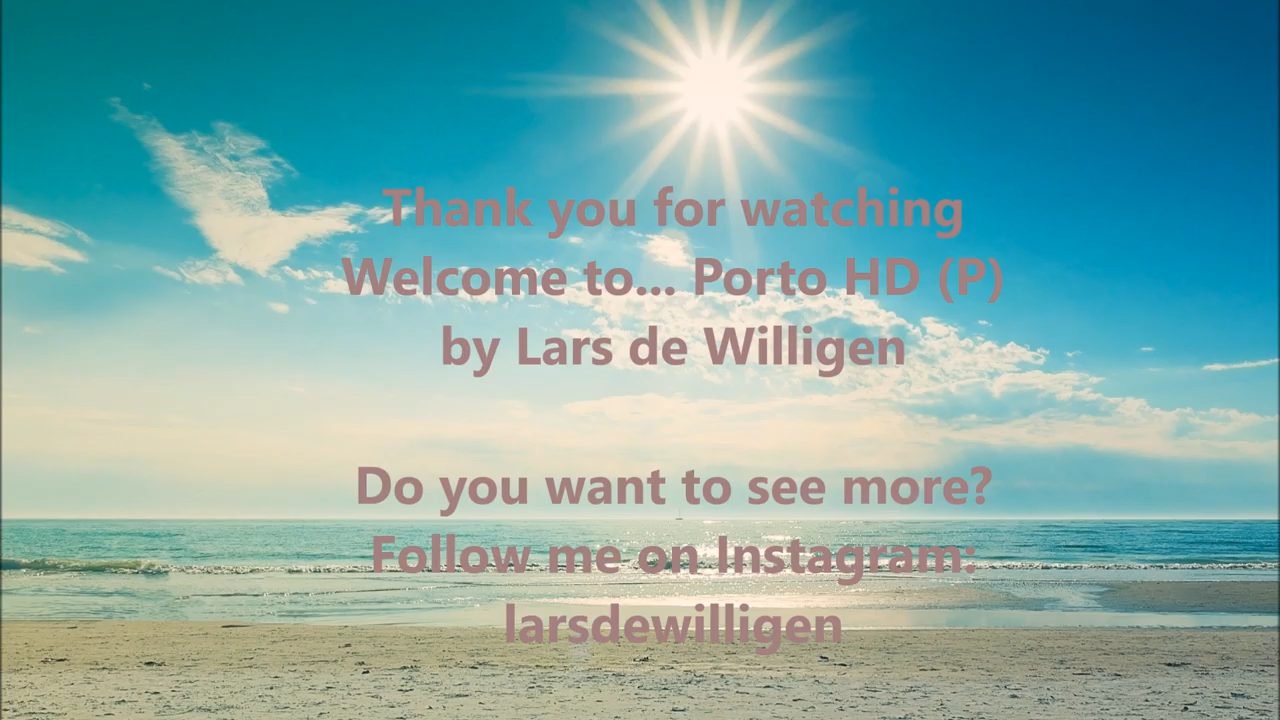 Thank you for watching
Welcome to... Porto HD (P)
by Lars de Willigen
Do you want to see more?
Follow me on Instagram:
larsdewilligen